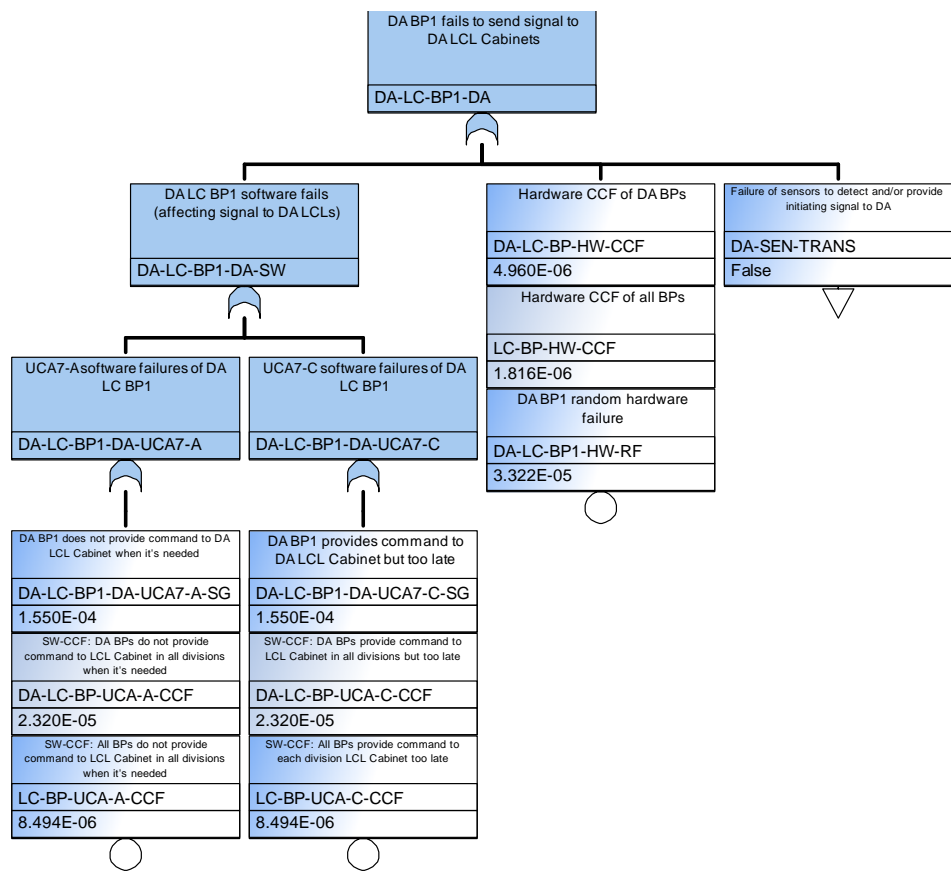 DA BP1 fails to send signal to
DA LCL Cabinets
DA-LC-BP1-DA
DA LC BP1 software fails
(affecting signal to DA LCLs)
DA-LC-BP1-DA-SW
Hardware CCF of DA BPs
DA-LC-BP-HW-CCF
4.960E-06
Hardware CCF of all BPs
LC-BP-HW-CCF
1.816E-06
DA BP1 random hardware
failure
DA-LC-BP1-HW-RF
3.322E-05
Failure of sensors to detect and/or provide
initiating signal to DA
DA-SEN-TRANS
False
UCA7-A software failures of DA
LC BP1
DA-LC-BP1-DA-UCA7-A
UCA7-C software failures of DA
LC BP1
DA-LC-BP1-DA-UCA7-C
DA BP1 does not provide command to DA
LCL Cabinet when it's needed
DA-LC-BP1-DA-UCA7-A-SG
1.550E-04
SW-CCF: DA BPs do not provide
command to LCL Cabinet in all divisions
when it's needed
DA-LC-BP-UCA-A-CCF
2.320E-05
SW-CCF: All BPs do not provide
command to LCL Cabinet in all divisions
when it's needed
LC-BP-UCA-A-CCF
8.494E-06
DA BP1 provides command to
DA LCL Cabinet but too late
DA-LC-BP1-DA-UCA7-C-SG
1.550E-04
SW-CCF: DA BPs provide command to
LCL Cabinet in all divisions but too late
DA-LC-BP-UCA-C-CCF
2.320E-05
SW-CCF: All BPs provide command to
each division LCL Cabinet too late
LC-BP-UCA-C-CCF
8.494E-06